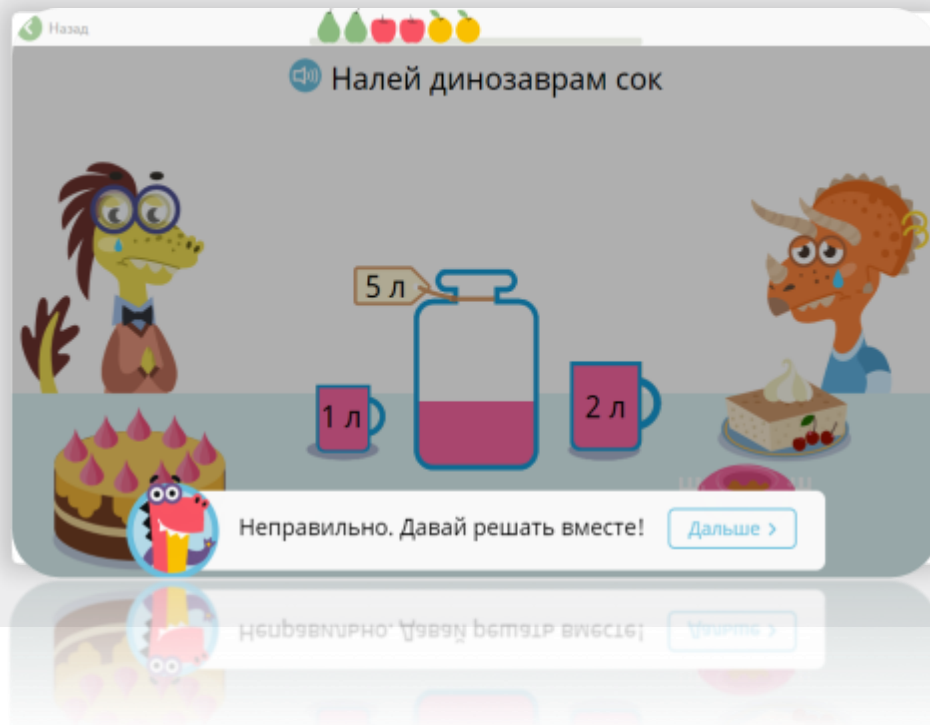 Назад
Налей динозаврам сок
5 л
1 л
2 л
Неправильно. Давай решать вместе!
Дальше >